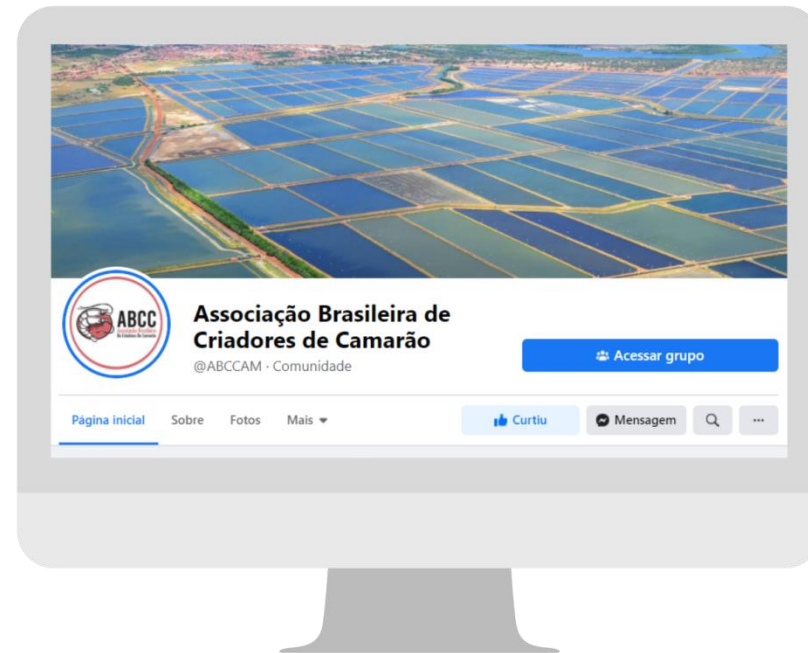 ABCC
Associação Brasileira de
Criadores de Camarão
@ABCCAM · Comunidade
Acessar grupo
Página inicial
Sobre
Fotos
Mais
Curtiu
Mensagem
...